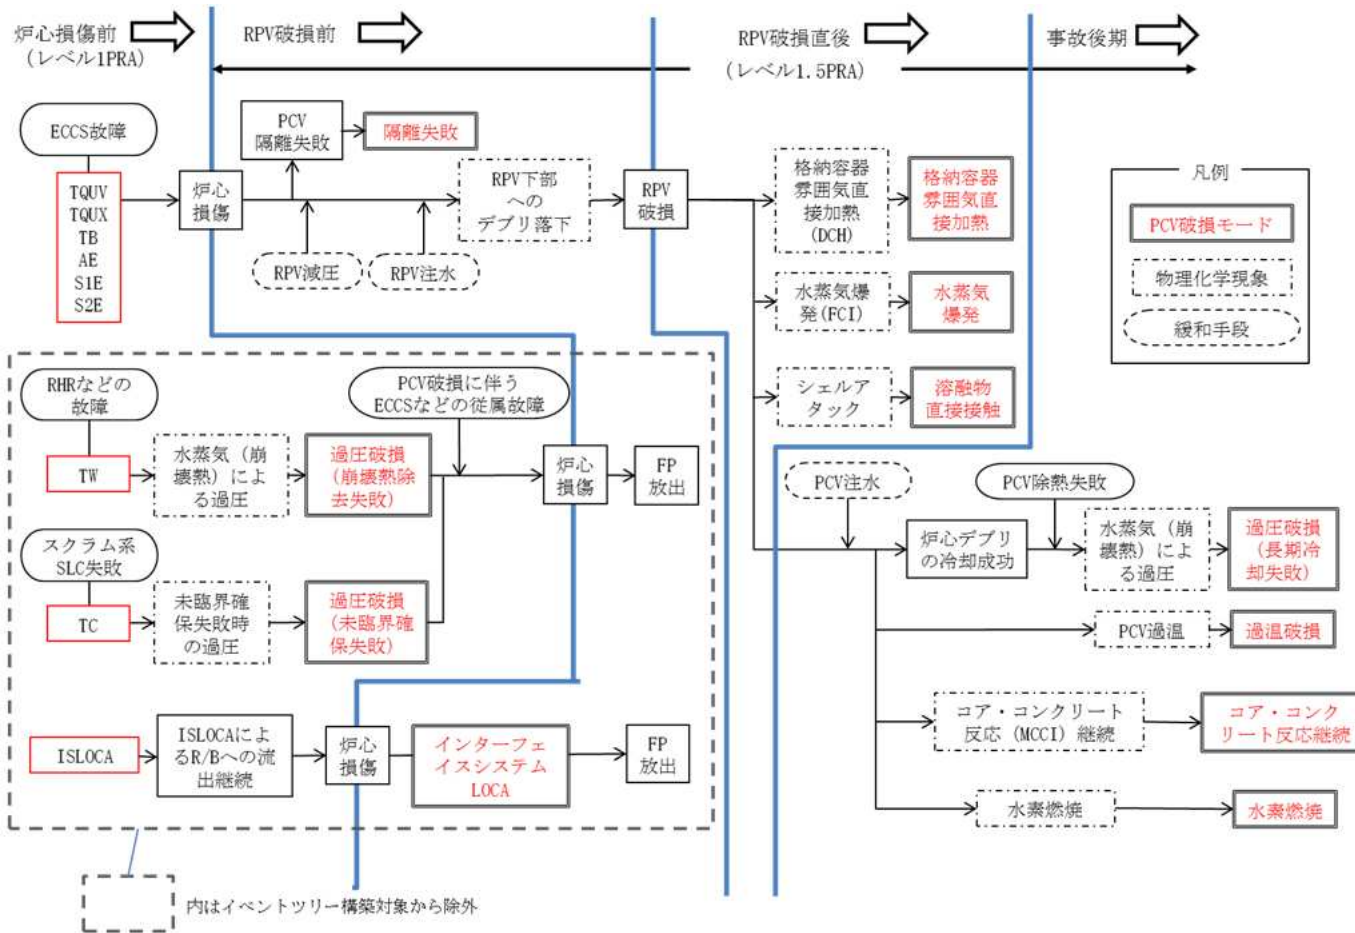 炉心損傷前
(レベル1PRA)
RPV破損前
RPV破損直後
(レベル1.5PRA)
事故後期
ECCS故障
TQUV
TQUX
TB
AE
S1E
S2E
炉心
損傷
PCV
隔離失敗
隔離失敗
RPV減圧
RPV注水
RPV下部
への
デブリ落下
RPV
破損
格納容器
雰囲気直
接加熱
(DCH)
格納容器
雰囲気直
接加熱
水蒸気爆
発(FCI)
水蒸気
爆発
シェルア
タック
溶融物
直接接触
凡例
PCV破損モード
物理化学現象
緩和手段
RHRなどの
故障
TW
水蒸気（崩
壊熱）によ
る過圧
過圧破損
(崩壊熱除
去失敗)
PCV破損に伴う
ECCSなどの従属故障
炉心
損傷
FP
放出
スクラム系
SLC失敗
TC
未臨界確
保失敗時
の過圧
過圧破損
(未臨界確
保失敗)
ISLOCA
ISLOCAによ
るR/Bへの流
出継続
炉心
損傷
インターフェ
イスシステム
LOCA
FP
放出
PCV注水
PCV除熱失敗
炉心デブリ
の冷却成功
水蒸気（崩
壊熱）によ
る過圧
過圧破損
（長期冷
却失敗）
PCV過温
過温破損
コア・コンクリート
反応（MCCI）継続
コア・コンク
リート反応継続
水素燃焼
水素燃焼
内はイベントツリー構築対象から除外